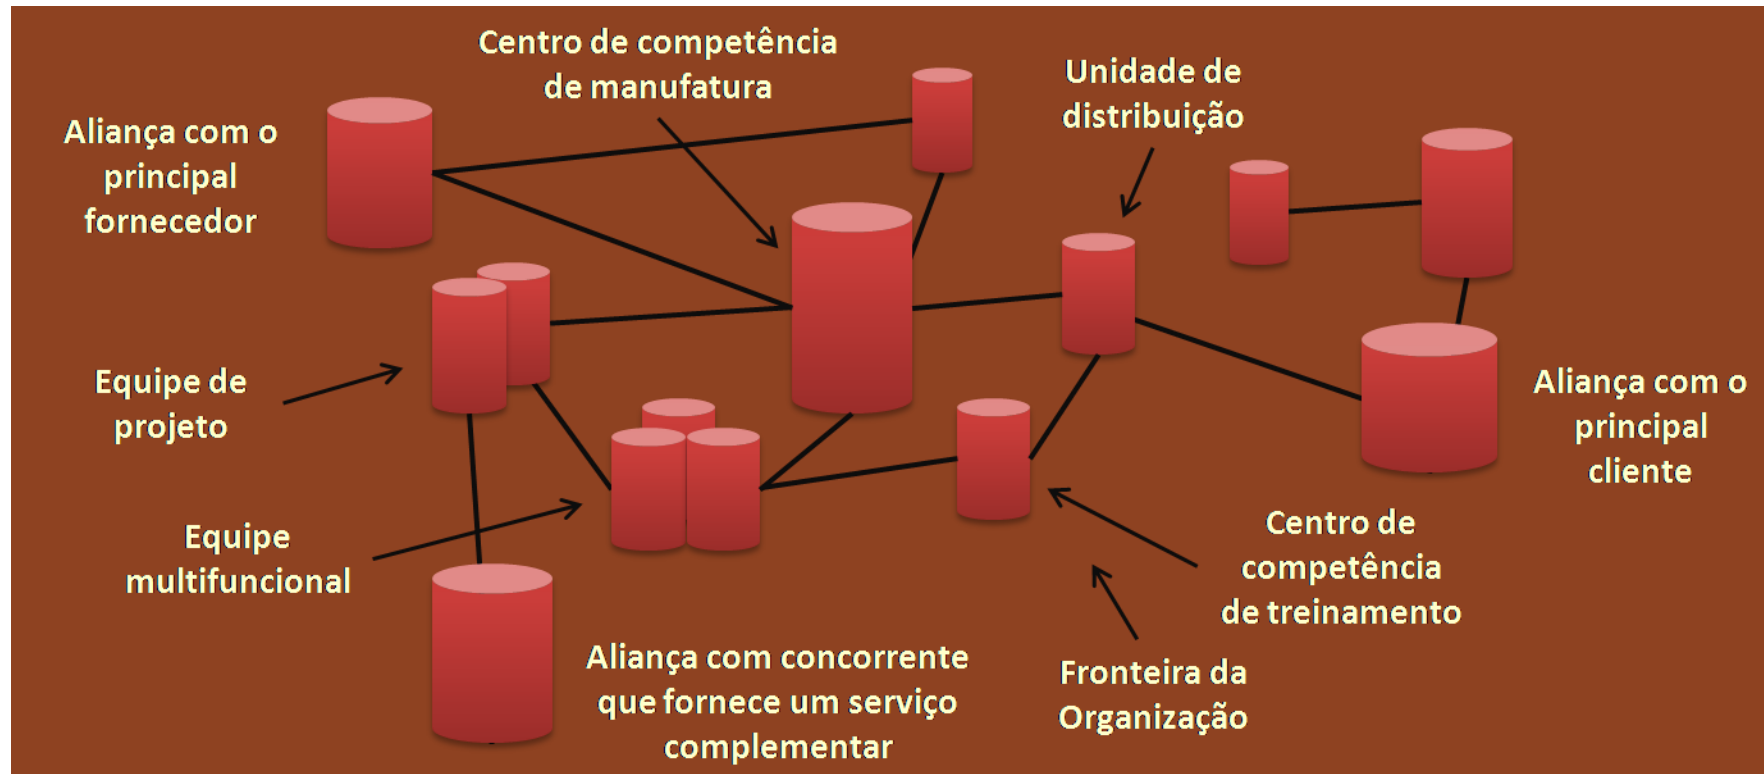 Centro de competência
de manufatura
Unidade de
distribuição
Aliança com o
principal
fornecedor
Equipe de
projeto
Aliança com o
principal
cliente
Equipe
multifuncional
Centro de
competência
de treinamento
Aliança com concorrente
que fornece um serviço
complementar
Fronteira da
Organização